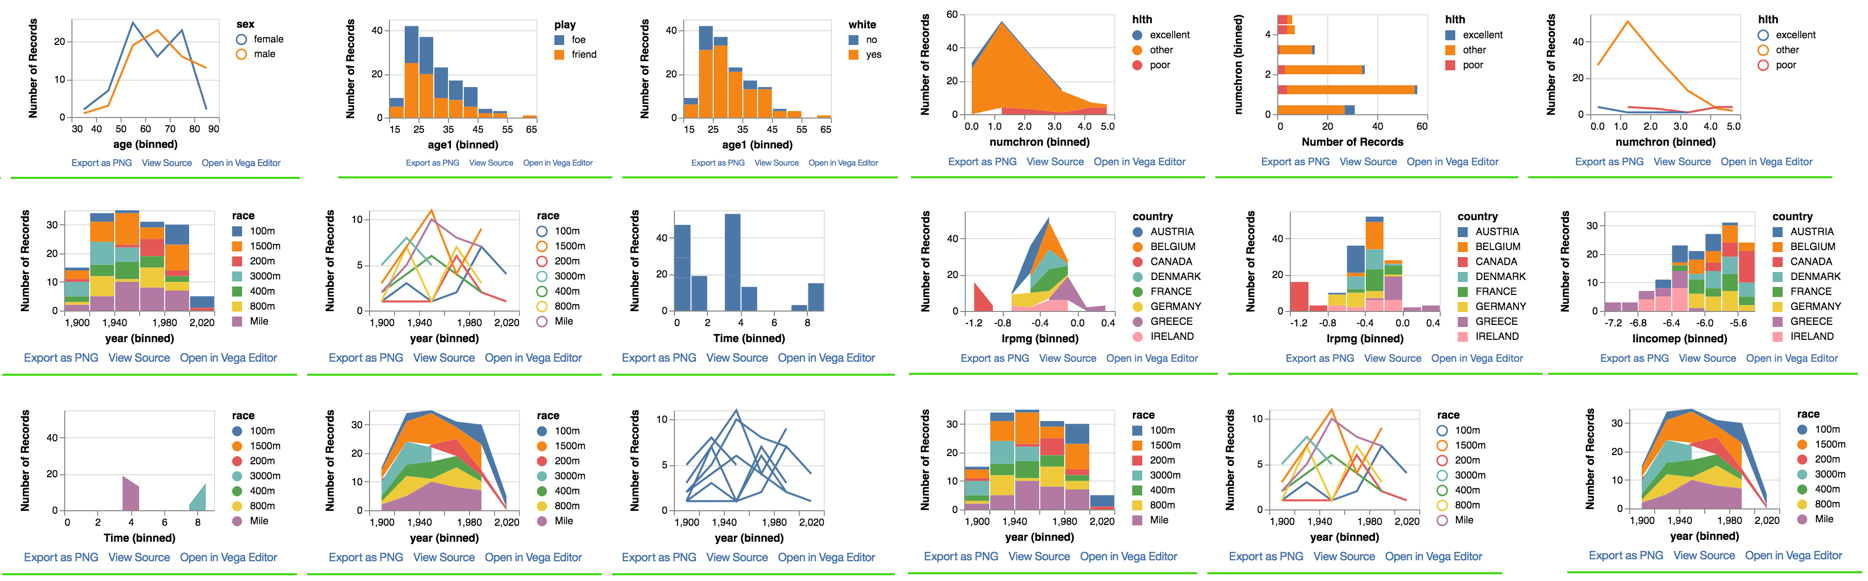 Number of Records
20
10
0
30 40 50 60 70 80 90
age (binned)
sex
female
male
Export as PNG View Source Open in Vega Editor
Number of Records
40
20
0
15 25 35 45 55 65
age1 (binned)
play
foe
friend
Export as PNG View Source Open in Vega Editor
Number of Records
40
20
0
15 25 35 45 55 65
age1 (binned)
white
no
yes
Export as PNG View Source Open in Vega Editor
Number of Records
60
40
20
0
0.0 1.0 2.0 3.0 4.0 5.0
numchron (binned)
hlth
excellent
other
poor
Export as PNG View Source Open in Vega Editor
numchron (binned)
4
2
0
0 20 40 60
Number of Records
hlth
excellent
other
poor
Export as PNG View Source Open in Vega Editor
Number of Records
40
20
0
0.0 1.0 2.0 3.0 4.0 5.0
numchron (binned)
hlth
excellent
other
poor
Export as PNG View Source Open in Vega Editor
Number of Records
30
20
10
0
1,900 1,940 1,980 2,020
year (binned)
race
100m
1500m
200m
3000m
400m
800m
Mile
Export as PNG View Source Open in Vega Editor
Number of Records
10
5
0
1,900 1,940 1,980 2,020
year (binned)
race
100m
1500m
200m
3000m
400m
800m
Mile
Export as PNG View Source Open in Vega Editor
Number of Records
40
20
0
0 2 4 6 8
Time (binned)
Export as PNG View Source Open in Vega Editor
Number of Records
40
20
0
-1.2 -0.8 -0.4 0.0 0.4
lrpmg (binned)
country
AUSTRIA
BELGIUM
CANADA
DENMARK
FRANCE
GERMANY
GREECE
IRELAND
Export as PNG View Source Open in Vega Editor
Number of Records
40
20
0
-1.2 -0.8 -0.4 0.0 0.4
lrpmg (binned)
country
AUSTRIA
BELGIUM
CANADA
DENMARK
FRANCE
GERMANY
GREECE
IRELAND
Export as PNG View Source Open in Vega Editor
Number of Records
30
20
10
0
-7.2 -6.8 -6.4 -6.0 -5.6
lincomep (binned)
country
AUSTRIA
BELGIUM
CANADA
DENMARK
FRANCE
GERMANY
GREECE
IRELAND
Export as PNG View Source Open in Vega Editor
Number of Records
40
20
0
0 2 4 6 8
Time (binned)
race
100m
1500m
200m
3000m
400m
800m
Mile
Export as PNG View Source Open in Vega Editor
Number of Records
30
20
10
0
1,900 1,940 1,980 2,020
year (binned)
race
100m
1500m
200m
3000m
400m
800m
Mile
Export as PNG View Source Open in Vega Editor
Number of Records
10
5
0
1,900 1,940 1,980 2,020
year (binned)
Export as PNG View Source Open in Vega Editor
Number of Records
30
20
10
0
1,900 1,940 1,980 2,020
year (binned)
race
100m
1500m
200m
3000m
400m
800m
Mile
Export as PNG View Source Open in Vega Editor
Number of Records
10
5
0
1,900 1,940 1,980 2,020
year (binned)
race
100m
1500m
200m
3000m
400m
800m
Mile
Export as PNG View Source Open in Vega Editor
Number of Records
30
20
10
0
1,900 1,940 1,980 2,020
year (binned)
race
100m
1500m
200m
3000m
400m
800m
Mile
Export as PNG View Source Open in Vega Editor